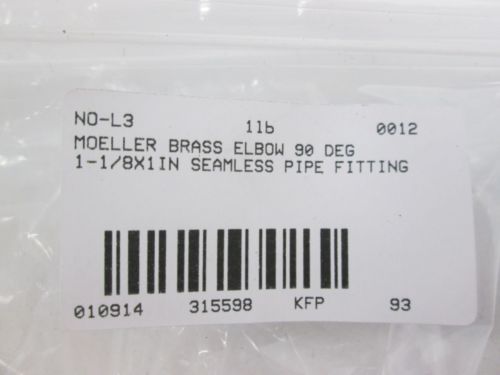 NO-L3 1lb 0012
MOELLER BRASS ELBOW 90 DEG
1-1/8X1IN SEAMLESS PIPE FITTING
010914 315598 KFP 93